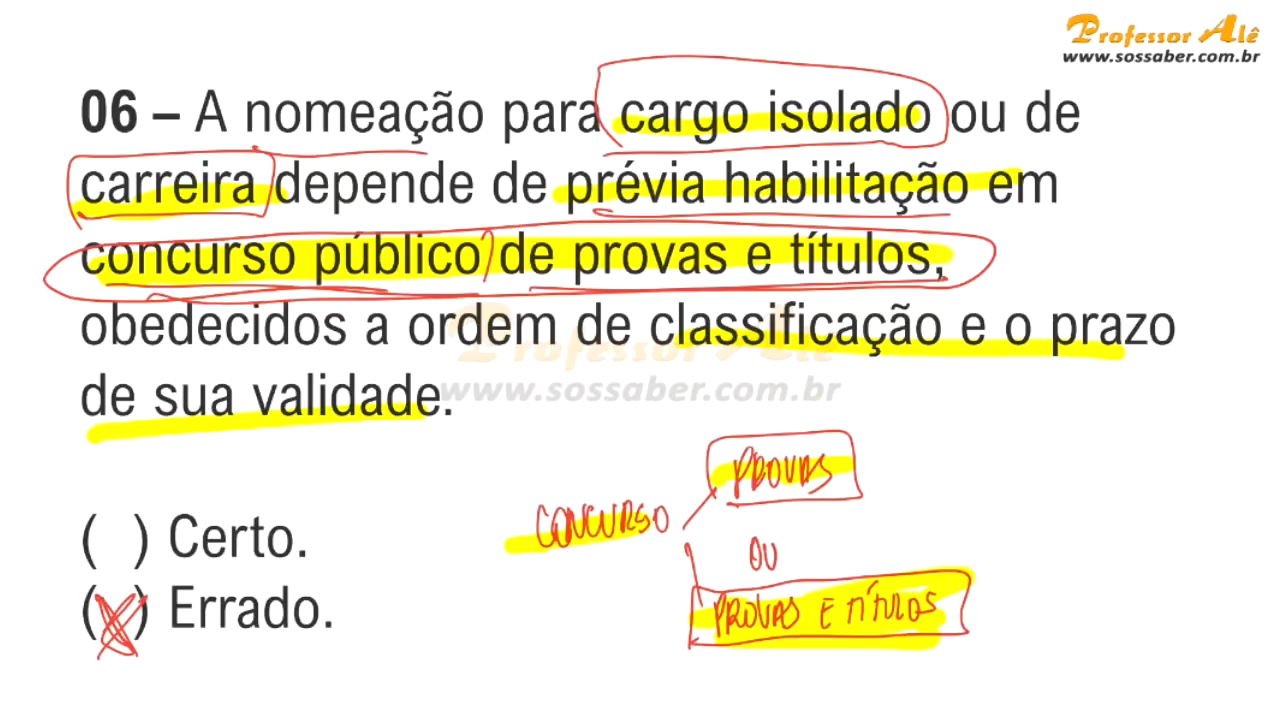 Professor Alê
www.sossaber.com.br
06 – A nomeação para cargo isolado ou de
carreira depende de prévia habilitação em
concurso público de provas e títulos,
obedecidos a ordem de classificação e o prazo
de sua validade.
Professor Alê
www.sossaber.com.br
PROVAS
CONCURSO
OU
PROVAS E TÍTULOS
( ) Certo.
(X) Errado.